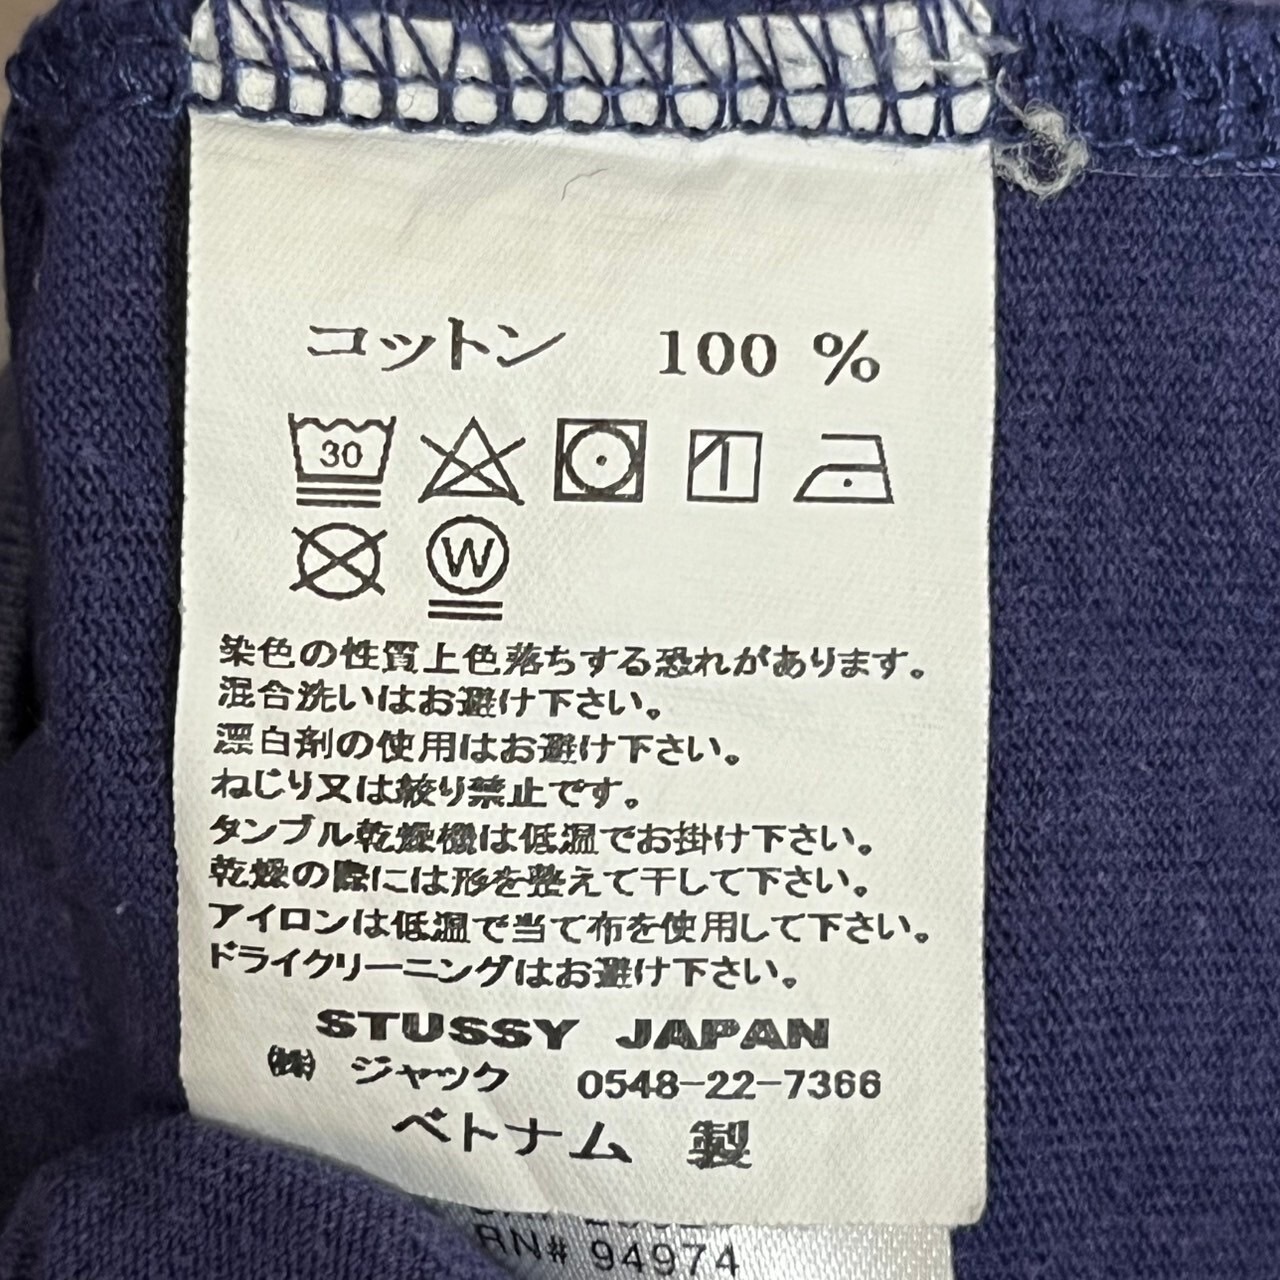 コットン 100 %
30
W
染色の性質上色落ちする恐れがあります。
混合洗いはお避け下さい。
漂白剤の使用はお避け下さい。
ねじり又は絞り禁止です。
タンブル乾燥機は低温でお掛け下さい。
乾燥の際には形を整えて干して下さい。
アイロンは低温で当て布を使用して下さい。
ドライクリーニングはお避け下さい。
STUSSY JAPAN
㈱ ジャック 0548-22-7366
ベトナム 製
RN# 94974